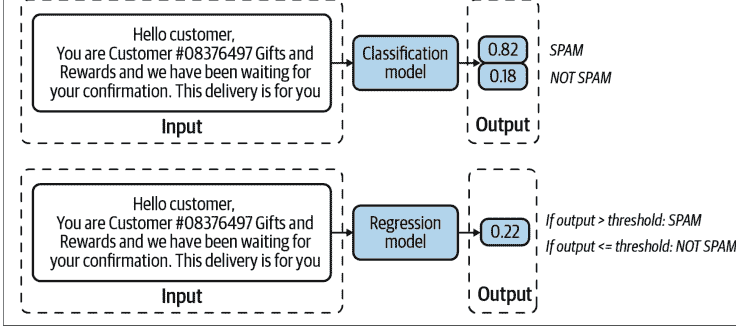 Hello customer,
You are Customer #08376497 Gifts and
Rewards and we have been waiting for
your confirmation. This delivery is for you
Input
Classification
model
0.82
0.18
Output
SPAM
NOT SPAM
Hello customer,
You are Customer #08376497 Gifts and
Rewards and we have been waiting for
your confirmation. This delivery is for you
Input
Regression
model
0.22
Output
If output > threshold: SPAM
If output <= threshold: NOT SPAM